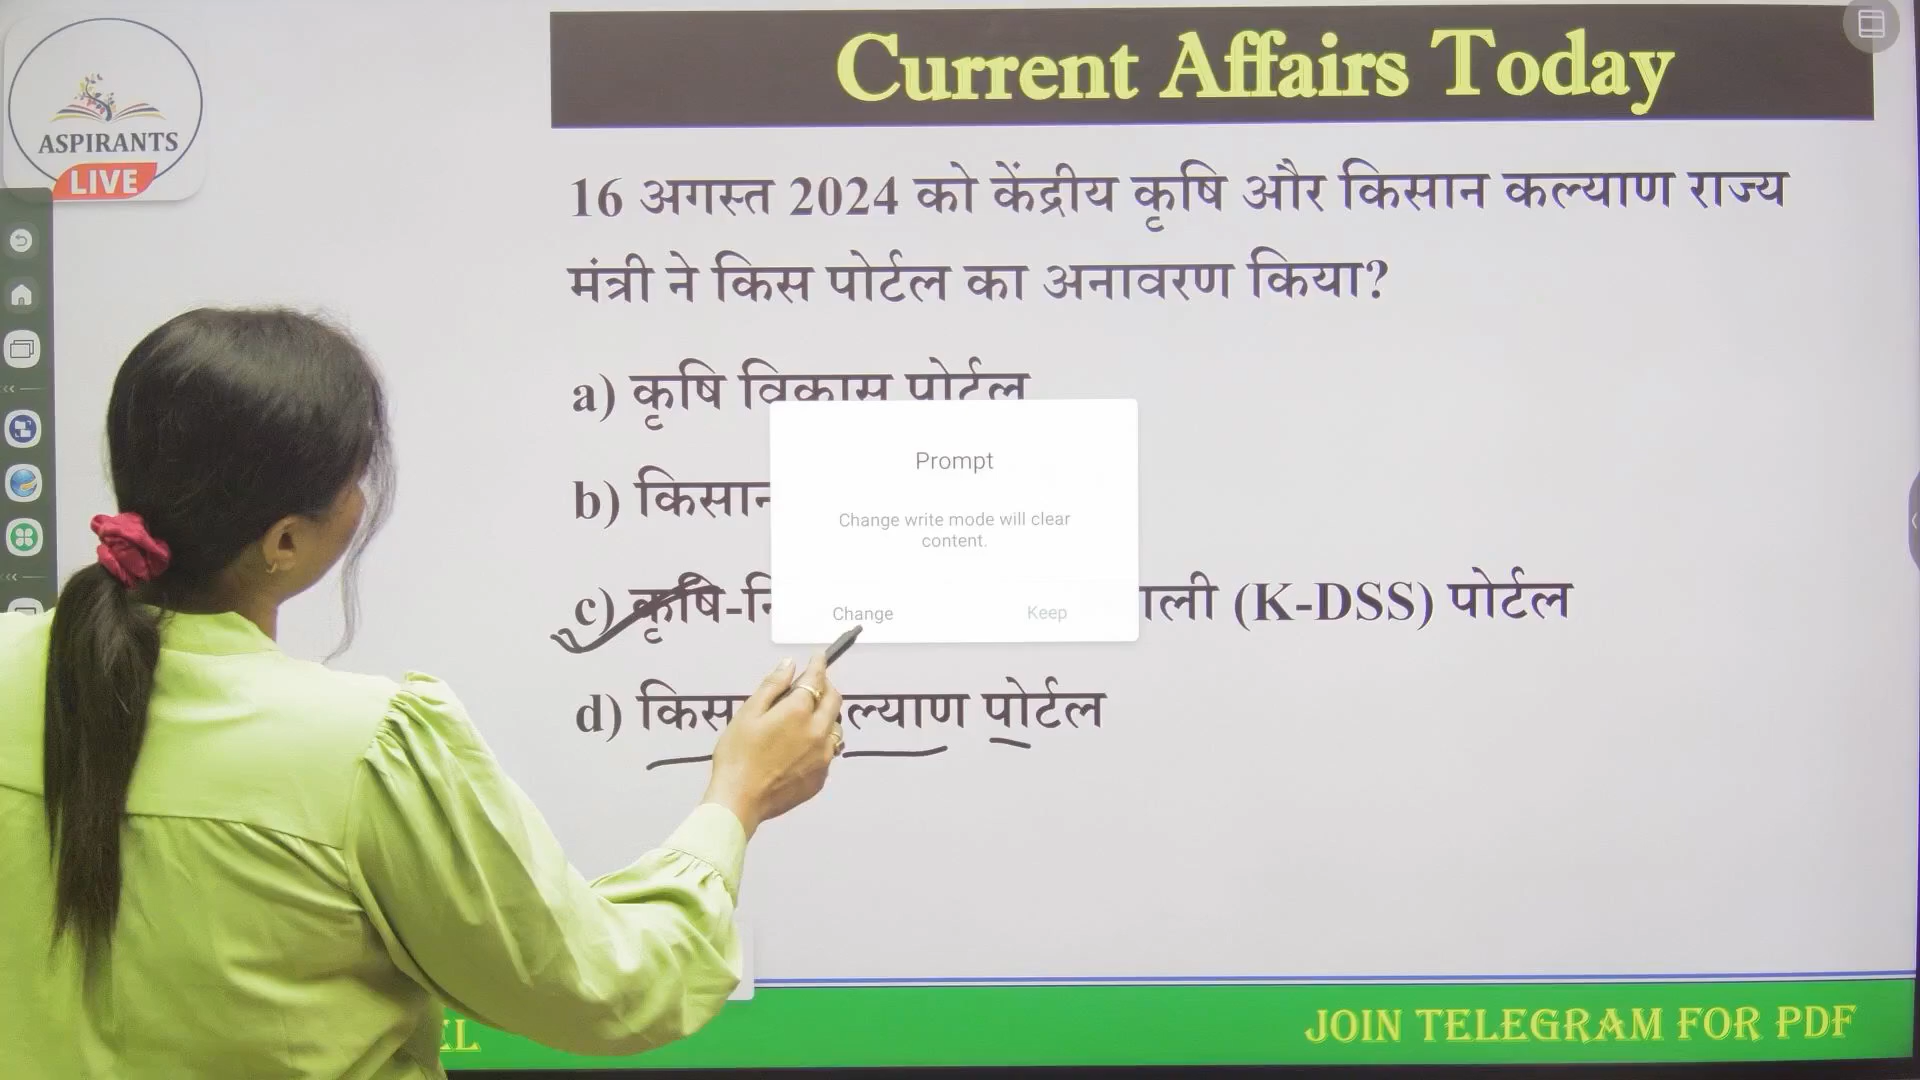 ASPIRANTS
LIVE
Current Affairs Today
16 अगस्त 2024 को केंद्रीय कृषि और किसान कल्याण राज्य
मंत्री ने किस पोर्टल का अनावरण किया?
a) कृषि विकास पोर्टल
b) किसान
c) कृषि-नि
(K-DSS) पोर्टल
d) पोर्टल
Prompt
Change write mode will clear
content.
Change Keep
JOIN TELEGRAM FOR PDF